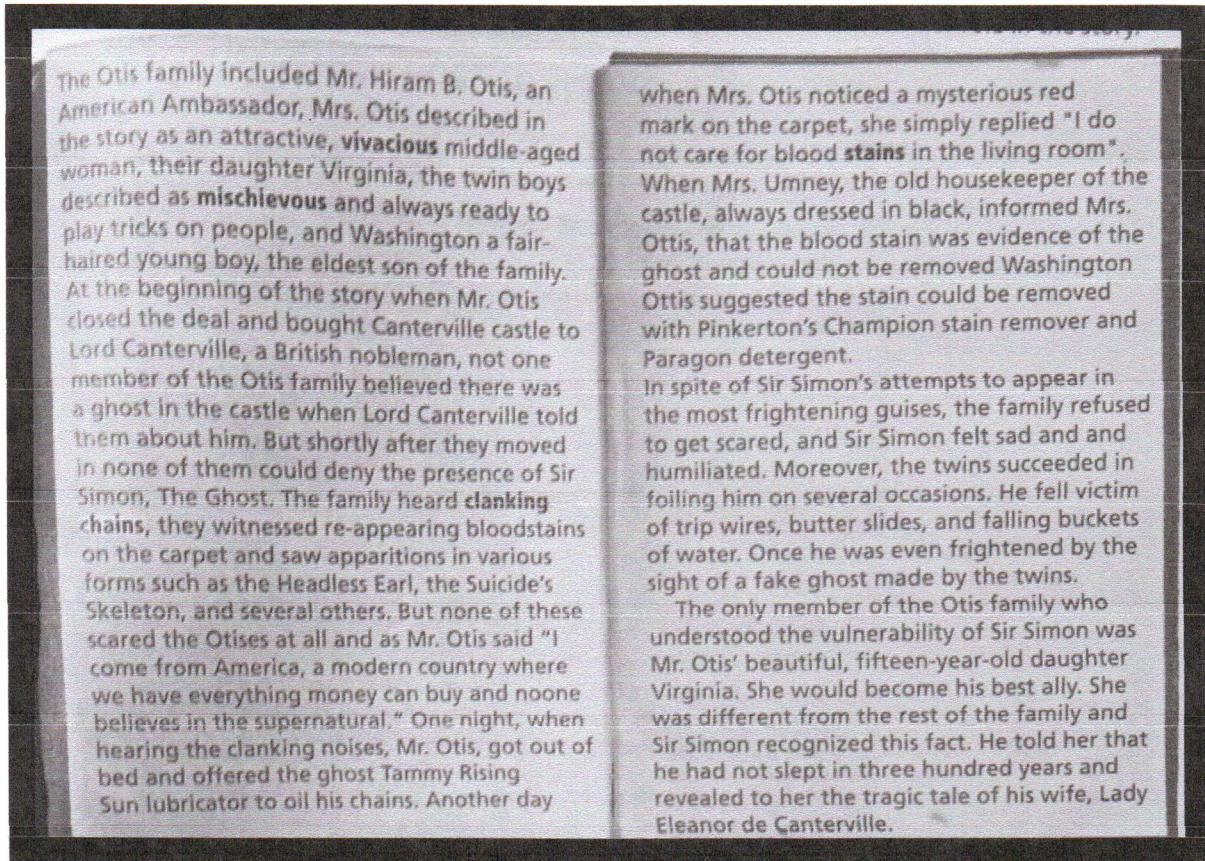 The Otis family included Mr. Hiram B. Otis, an
American Ambassador, Mrs. Otis described in
the story as an attractive, vivacious middle-aged
woman, their daughter Virginia, the twin boys
described as mischievous and always ready to
play tricks on people, and Washington a fair-
haired young boy, the eldest son of the family.
At the beginning of the story when Mr. Otis
closed the deal and bought Canterville castle to
Lord Canterville, a British nobleman, not one
member of the Otis family believed there was
a ghost in the castle when Lord Canterville told
them about him. But shortly after they moved
in none of them could deny the presence of Sir
Simon, The Ghost. The family heard clanking
chains, they witnessed re-appearing bloodstains
on the carpet and saw apparitions in various
forms such as the Headless Earl, the Suicide's
Skeleton, and several others. But none of these
scared the Otises at all and as Mr. Otis said "I
come from America, a modern country where
we have everything money can buy and noone
believes in the supernatural." One night, when
hearing the clanking noises, Mr. Otis, got out of
bed and offered the ghost Tammy Rising
Sun lubricator to oil his chains. Another day
in the story.
when Mrs. Otis noticed a mysterious red
mark on the carpet, she simply replied "I do
not care for blood stains in the living room".
When Mrs. Umney, the old housekeeper of the
castle, always dressed in black, informed Mrs.
Ottis, that the blood stain was evidence of the
ghost and could not be removed Washington
Ottis suggested the stain could be removed
with Pinkerton's Champion stain remover and
Paragon detergent.
In spite of Sir Simon's attempts to appear in
the most frightening guises, the family refused
to get scared, and Sir Simon felt sad and and
humiliated. Moreover, the twins succeeded in
foiling him on several occasions. He fell victim
of trip wires, butter slides, and falling buckets
of water. Once he was even frightened by the
sight of a fake ghost made by the twins.
The only member of the Otis family who
understood the vulnerability of Sir Simon was
Mr. Otis' beautiful, fifteen-year-old daughter
Virginia. She would become his best ally. She
was different from the rest of the family and
Sir Simon recognized this fact. He told her that
he had not slept in three hundred years and
revealed to her the tragic tale of his wife, Lady
Eleanor de Canterville.